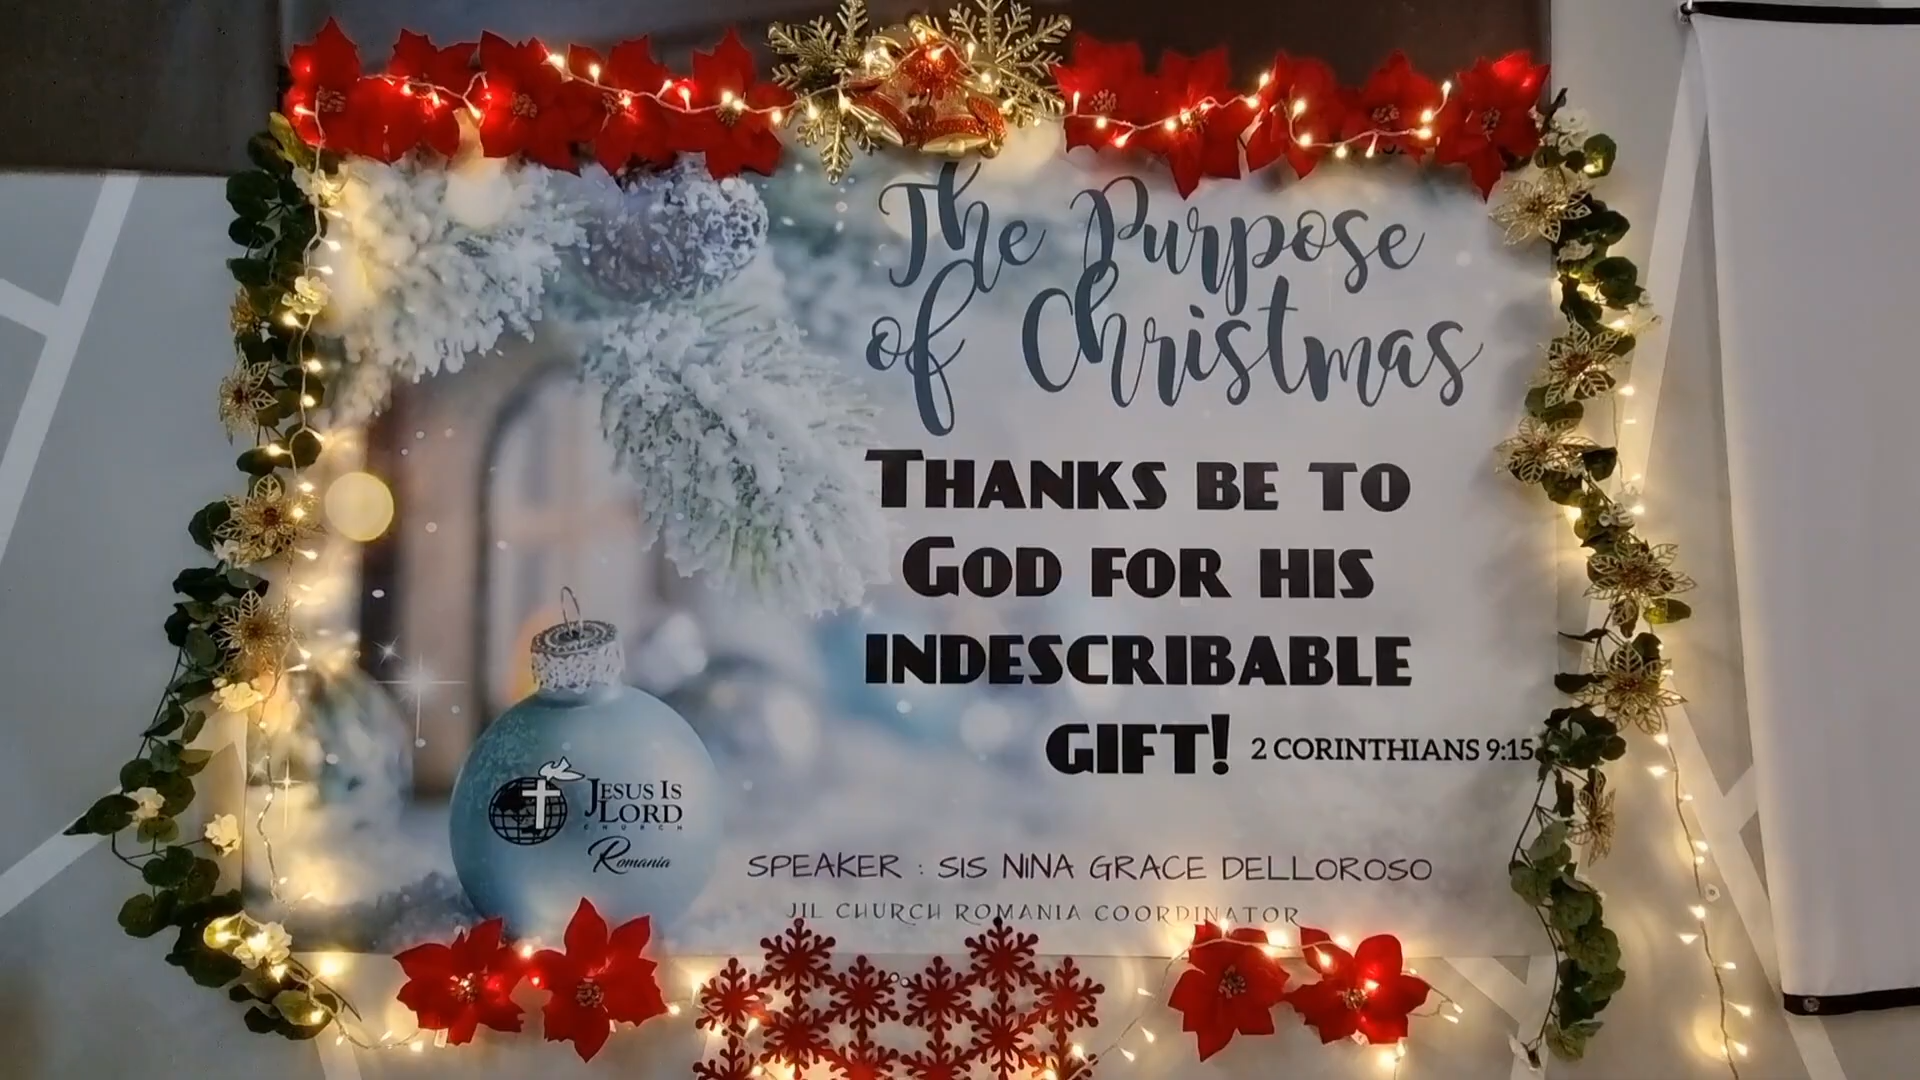 The Purpose
of Christmas
THANKS BE TO
GOD FOR HIS
INDESCRIBABLE
GIFT! 2 CORINTHIANS 9:15
JESUS IS
LORD
CHURCH
Romania
SPEAKER : SIS NINA GRACE DELLOROSO
JIL CHURCH ROMANIA COORDINATOR